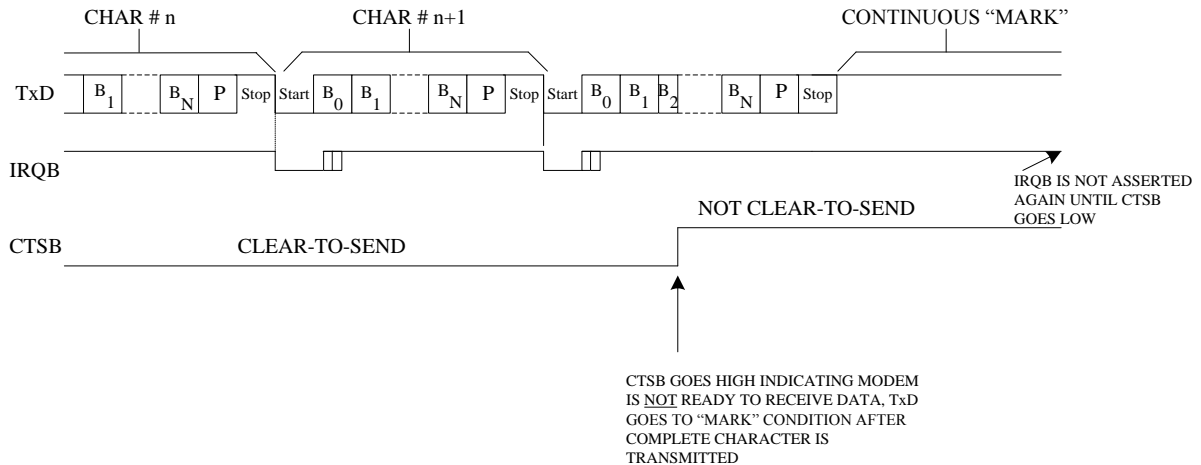 CHAR # n
CHAR # n+1
CONTINUOUS “MARK”
TxD
B1
BN
P
Stop
Start
B0
B1
BN
P
Stop
Start
B0
B1
B2
BN
P
Stop
IRQB
IRQB IS NOT ASSERTED
AGAIN UNTIL CTSB
GOES LOW
NOT CLEAR-TO-SEND
CTSB
CLEAR-TO-SEND
CTSB GOES HIGH INDICATING MODEM
IS NOT READY TO RECEIVE DATA, TxD
GOES TO “MARK” CONDITION AFTER
COMPLETE CHARACTER IS
TRANSMITTED